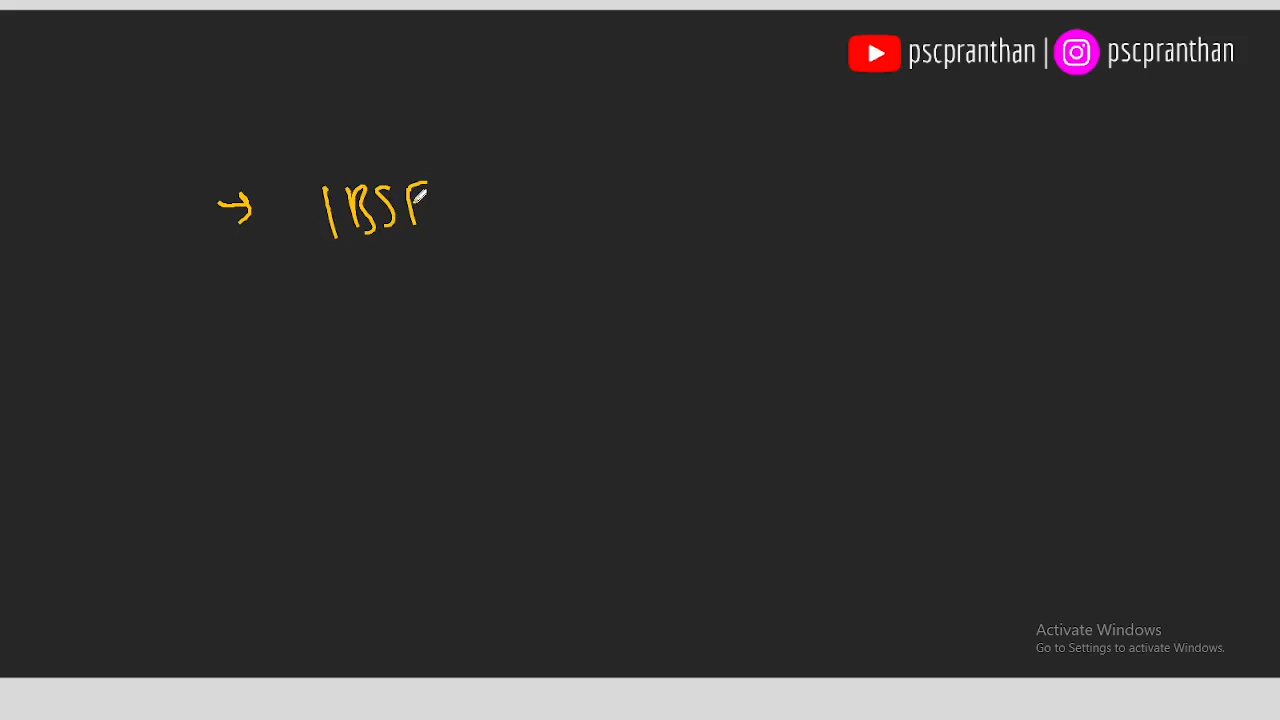 pscpranthan | pscpranthan
→ IBSF
Activate Windows
Go to Settings to activate Windows.